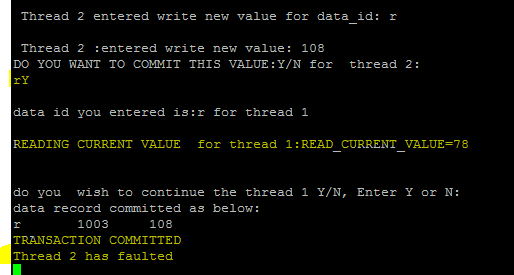 Thread 2 entered write new value for data_id: r
Thread 2 :entered write new value: 108
DO YOU WANT TO COMMIT THIS VALUE:Y/N for  thread 2:
rY
data id you entered is:r for thread 1
READING CURRENT VALUE  for thread 1:READ_CURRENT_VALUE=78
do you  wish to continue the thread 1 Y/N, Enter Y or N:
data record committed as below:
r       1003     108
TRANSACTION COMMITTED
Thread 2 has faulted